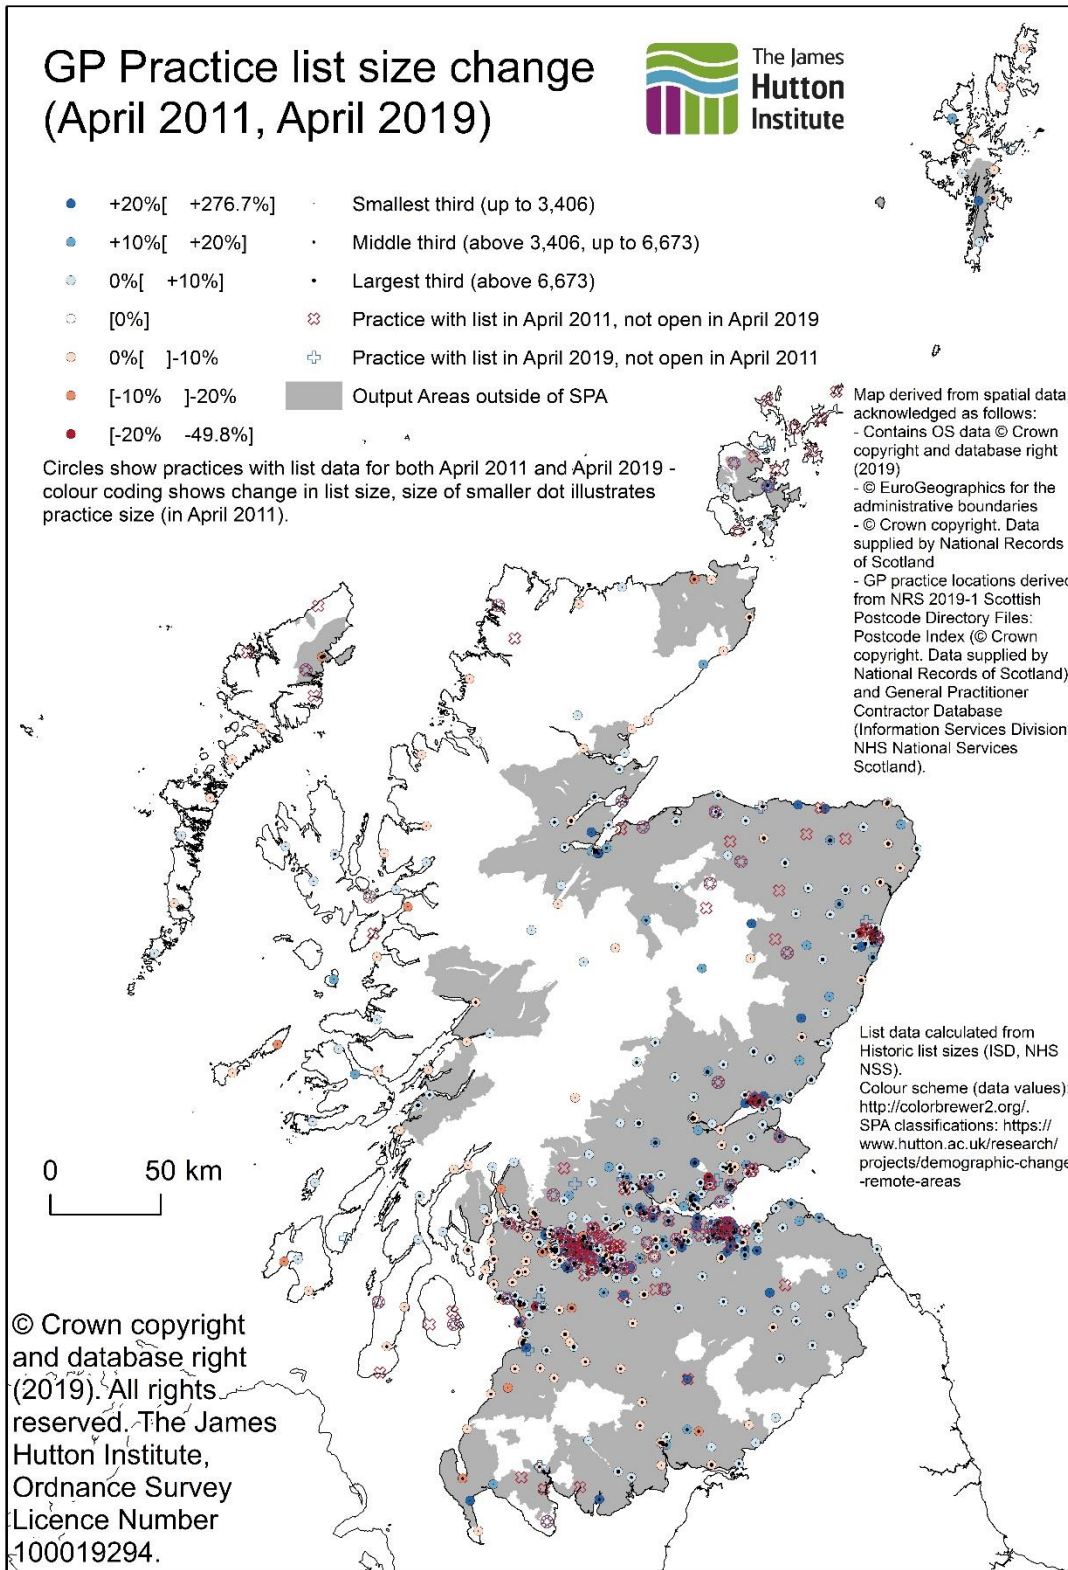 GP Practice list size change
(April 2011, April 2019)
The James
Hutton
Institute
+20%[ +276.7%]
+10%[ +20%]
0%[ +10%]
[0%]
0%[ ]-10%
[-10% ]-20%
[-20% -49.8%]
Smallest third (up to 3,406)
Middle third (above 3,406, up to 6,673)
Largest third (above 6,673)
Practice with list in April 2011, not open in April 2019
Practice with list in April 2019, not open in April 2011
Output Areas outside of SPA
Circles show practices with list data for both April 2011 and April 2019 -
colour coding shows change in list size, size of smaller dot illustrates
practice size (in April 2011).
Map derived from spatial data
acknowledged as follows:
- Contains OS data © Crown
copyright and database right
(2019)
- © EuroGeographics for the
administrative boundaries
- © Crown copyright. Data
supplied by National Records
of Scotland
- GP practice locations derived
from NRS 2019-1 Scottish
Postcode Directory Files:
Postcode Index (© Crown
copyright. Data supplied by
National Records of Scotland)
and General Practitioner
Contractor Database
(Information Services Division
NHS National Services
Scotland).
List data calculated from
Historic list sizes (ISD, NHS
NSS).
Colour scheme (data values):
http://colorbrewer2.org/.
SPA classifications: https://
www.hutton.ac.uk/research/
projects/demographic-change
-remote-areas
0 50 km
© Crown copyright
and database right
(2019). All rights
reserved. The James
Hutton Institute,
Ordnance Survey
Licence Number
100019294.